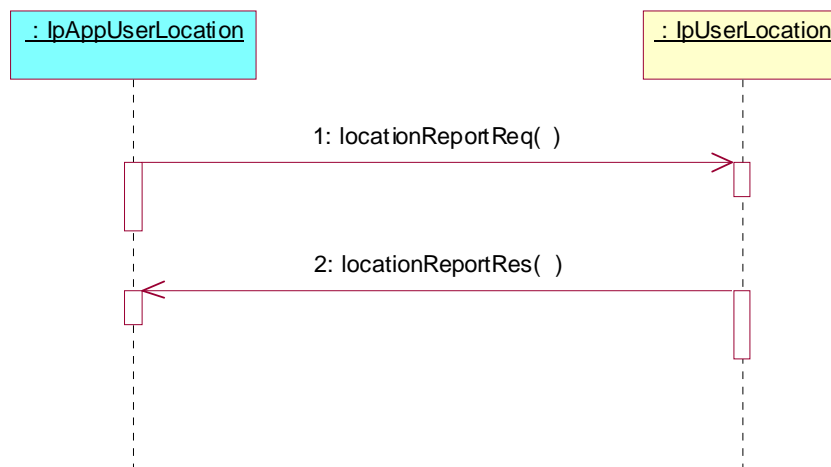 : IpAppUserLocation
: IpUserLocation
1: locationReportReq( )
2: locationReportRes( )